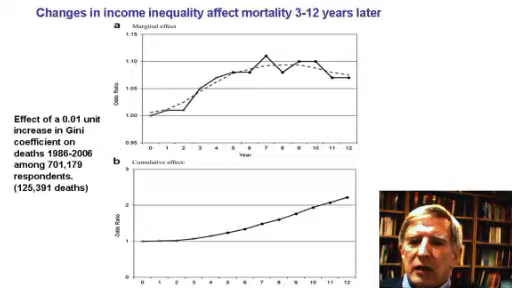 Changes in income inequality affect mortality 3-12 years later
a Marginal effect
1.15
1.10
1.05
1.00
0.95
Odds Ratio
0 1 2 3 4 5 6 7 8 9 10 11 12
Year
Effect of a 0.01 unit
increase in Gini
coefficient on
deaths 1986-2006
among 701,179
respondents.
(125,391 deaths)
b Cumulative effect:
3
2
1
0
Odds Ratio
0 1 2 3 4 5 6 7 8 9 10 11 12